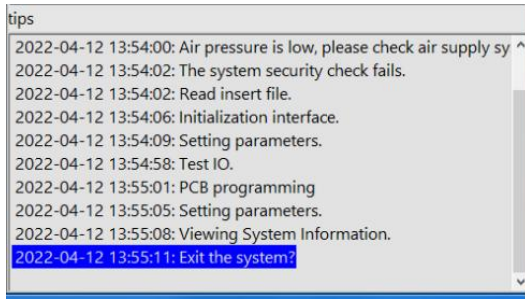 tips
2022-04-12 13:54:00: Air pressure is low, please check air supply sy
2022-04-12 13:54:02: The system security check fails.
2022-04-12 13:54:02: Read insert file.
2022-04-12 13:54:06: Initialization interface.
2022-04-12 13:54:09: Setting parameters.
2022-04-12 13:54:58: Test IO.
2022-04-12 13:55:01: PCB programming
2022-04-12 13:55:05: Setting parameters.
2022-04-12 13:55:08: Viewing System Information.
2022-04-12 13:55:11: Exit the system?